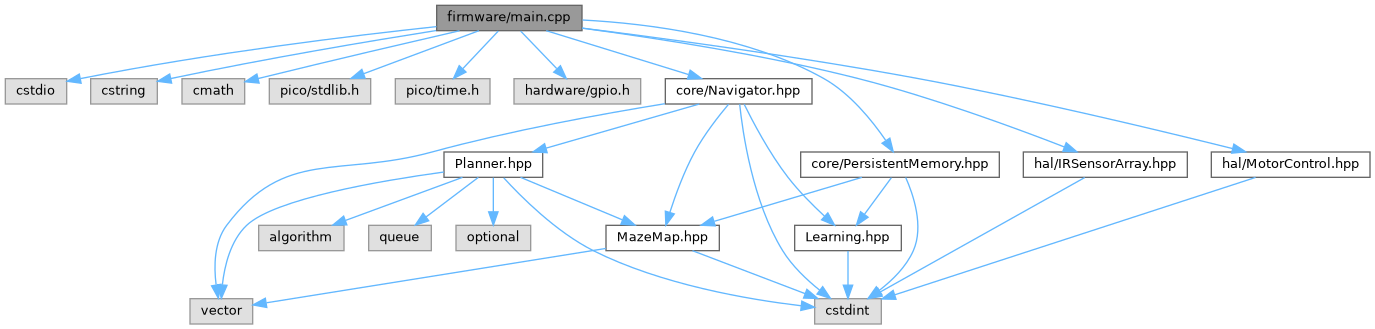 firmware/main.cpp
cstdio
cstring
cmath
pico/stdlib.h
pico/time.h
hardware/gpio.h
core/Navigator.hpp
Planner.hpp
core/PersistentMemory.hpp
hal/IRSensorArray.hpp
hal/MotorControl.hpp
algorithm
queue
optional
MazeMap.hpp
Learning.hpp
vector
cstdint